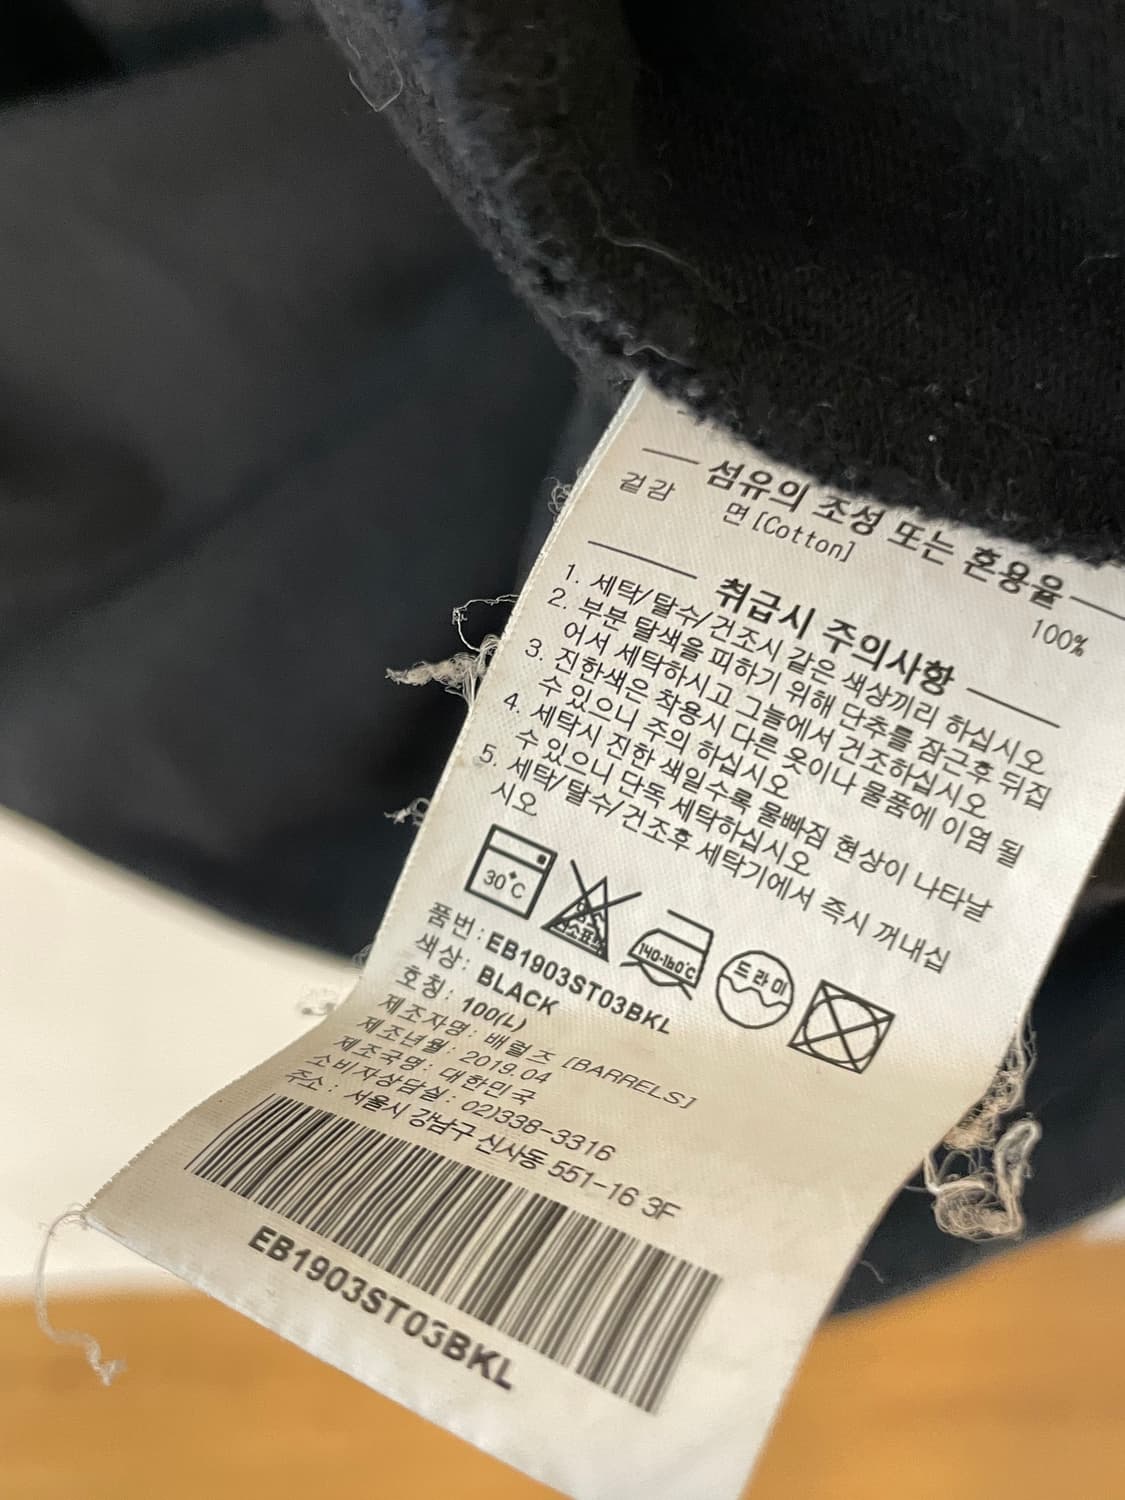 섬유의 조성 또는 혼용율
겉감 면 [Cotton] 100%
취급시 주의사항
1. 세탁/탈수/건조시 같은 색상끼리 하십시오
2. 부분 탈색을 피하기 위해 단추를 잠근후 뒤집
어서 세탁하시고 그늘에서 건조하십시오
3. 진한색은 착용시 다른 옷이나 물품에 이염 될
수 있으니 주의 하십시오
4. 세탁시 진한 색일수록 물빠짐 현상이 나타날
수 있으니 단독 세탁하십시오
5. 세탁/탈수/건조후 세탁기에서 즉시 꺼내십
시오
30°C
염소표백
140-160°C
드라이
품번: EB1903ST03BKL
색상: BLACK
호칭: 100(L)
제조자명: 배럴즈 [BARRELS]
제조년월: 2019.04
제조국명: 대한민국
소비자상담실: 02)338-3316
주소: 서울시 강남구 신사동 551-16 3F
EB1903ST03BKL